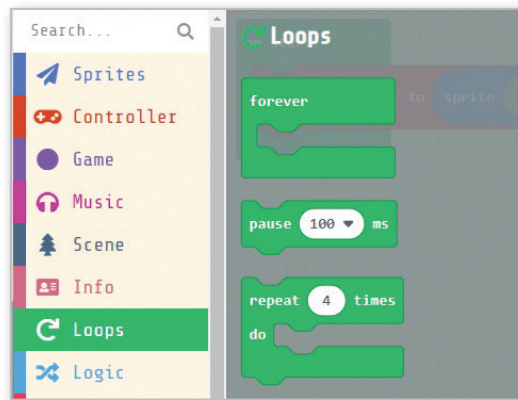 Search...
Sprites
Controller
Game
Music
Scene
Info
Loops
Logic
Loops
to sprite
forever
pause 100 ms
repeat 4 times
do